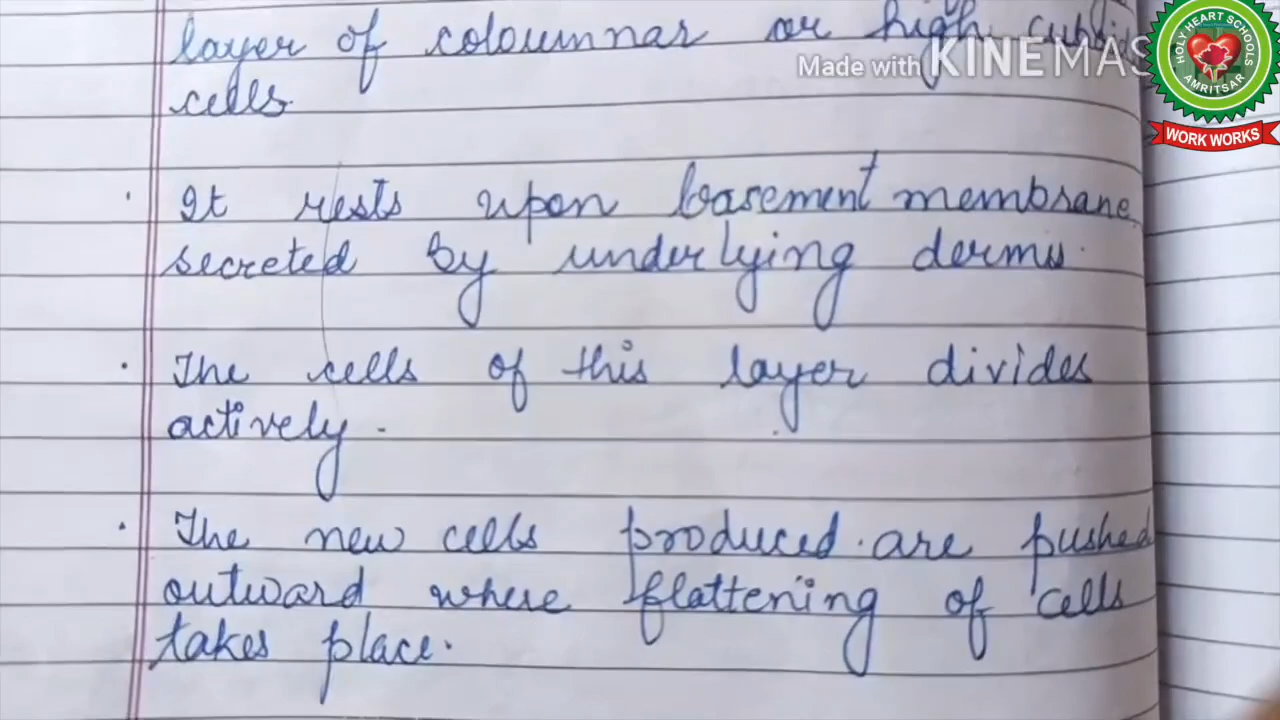 layer of coloumnar or high
cells
Made with KINEMAS
HOLY HEART SCHOOLS
AMRITSAR
WORK WORKS
· It rests upon basement membrane
secreted by underlying dermis.
· The cells of this layer divides
actively.
· The new cells produced are pushed
outward where flattening of cells
takes place.